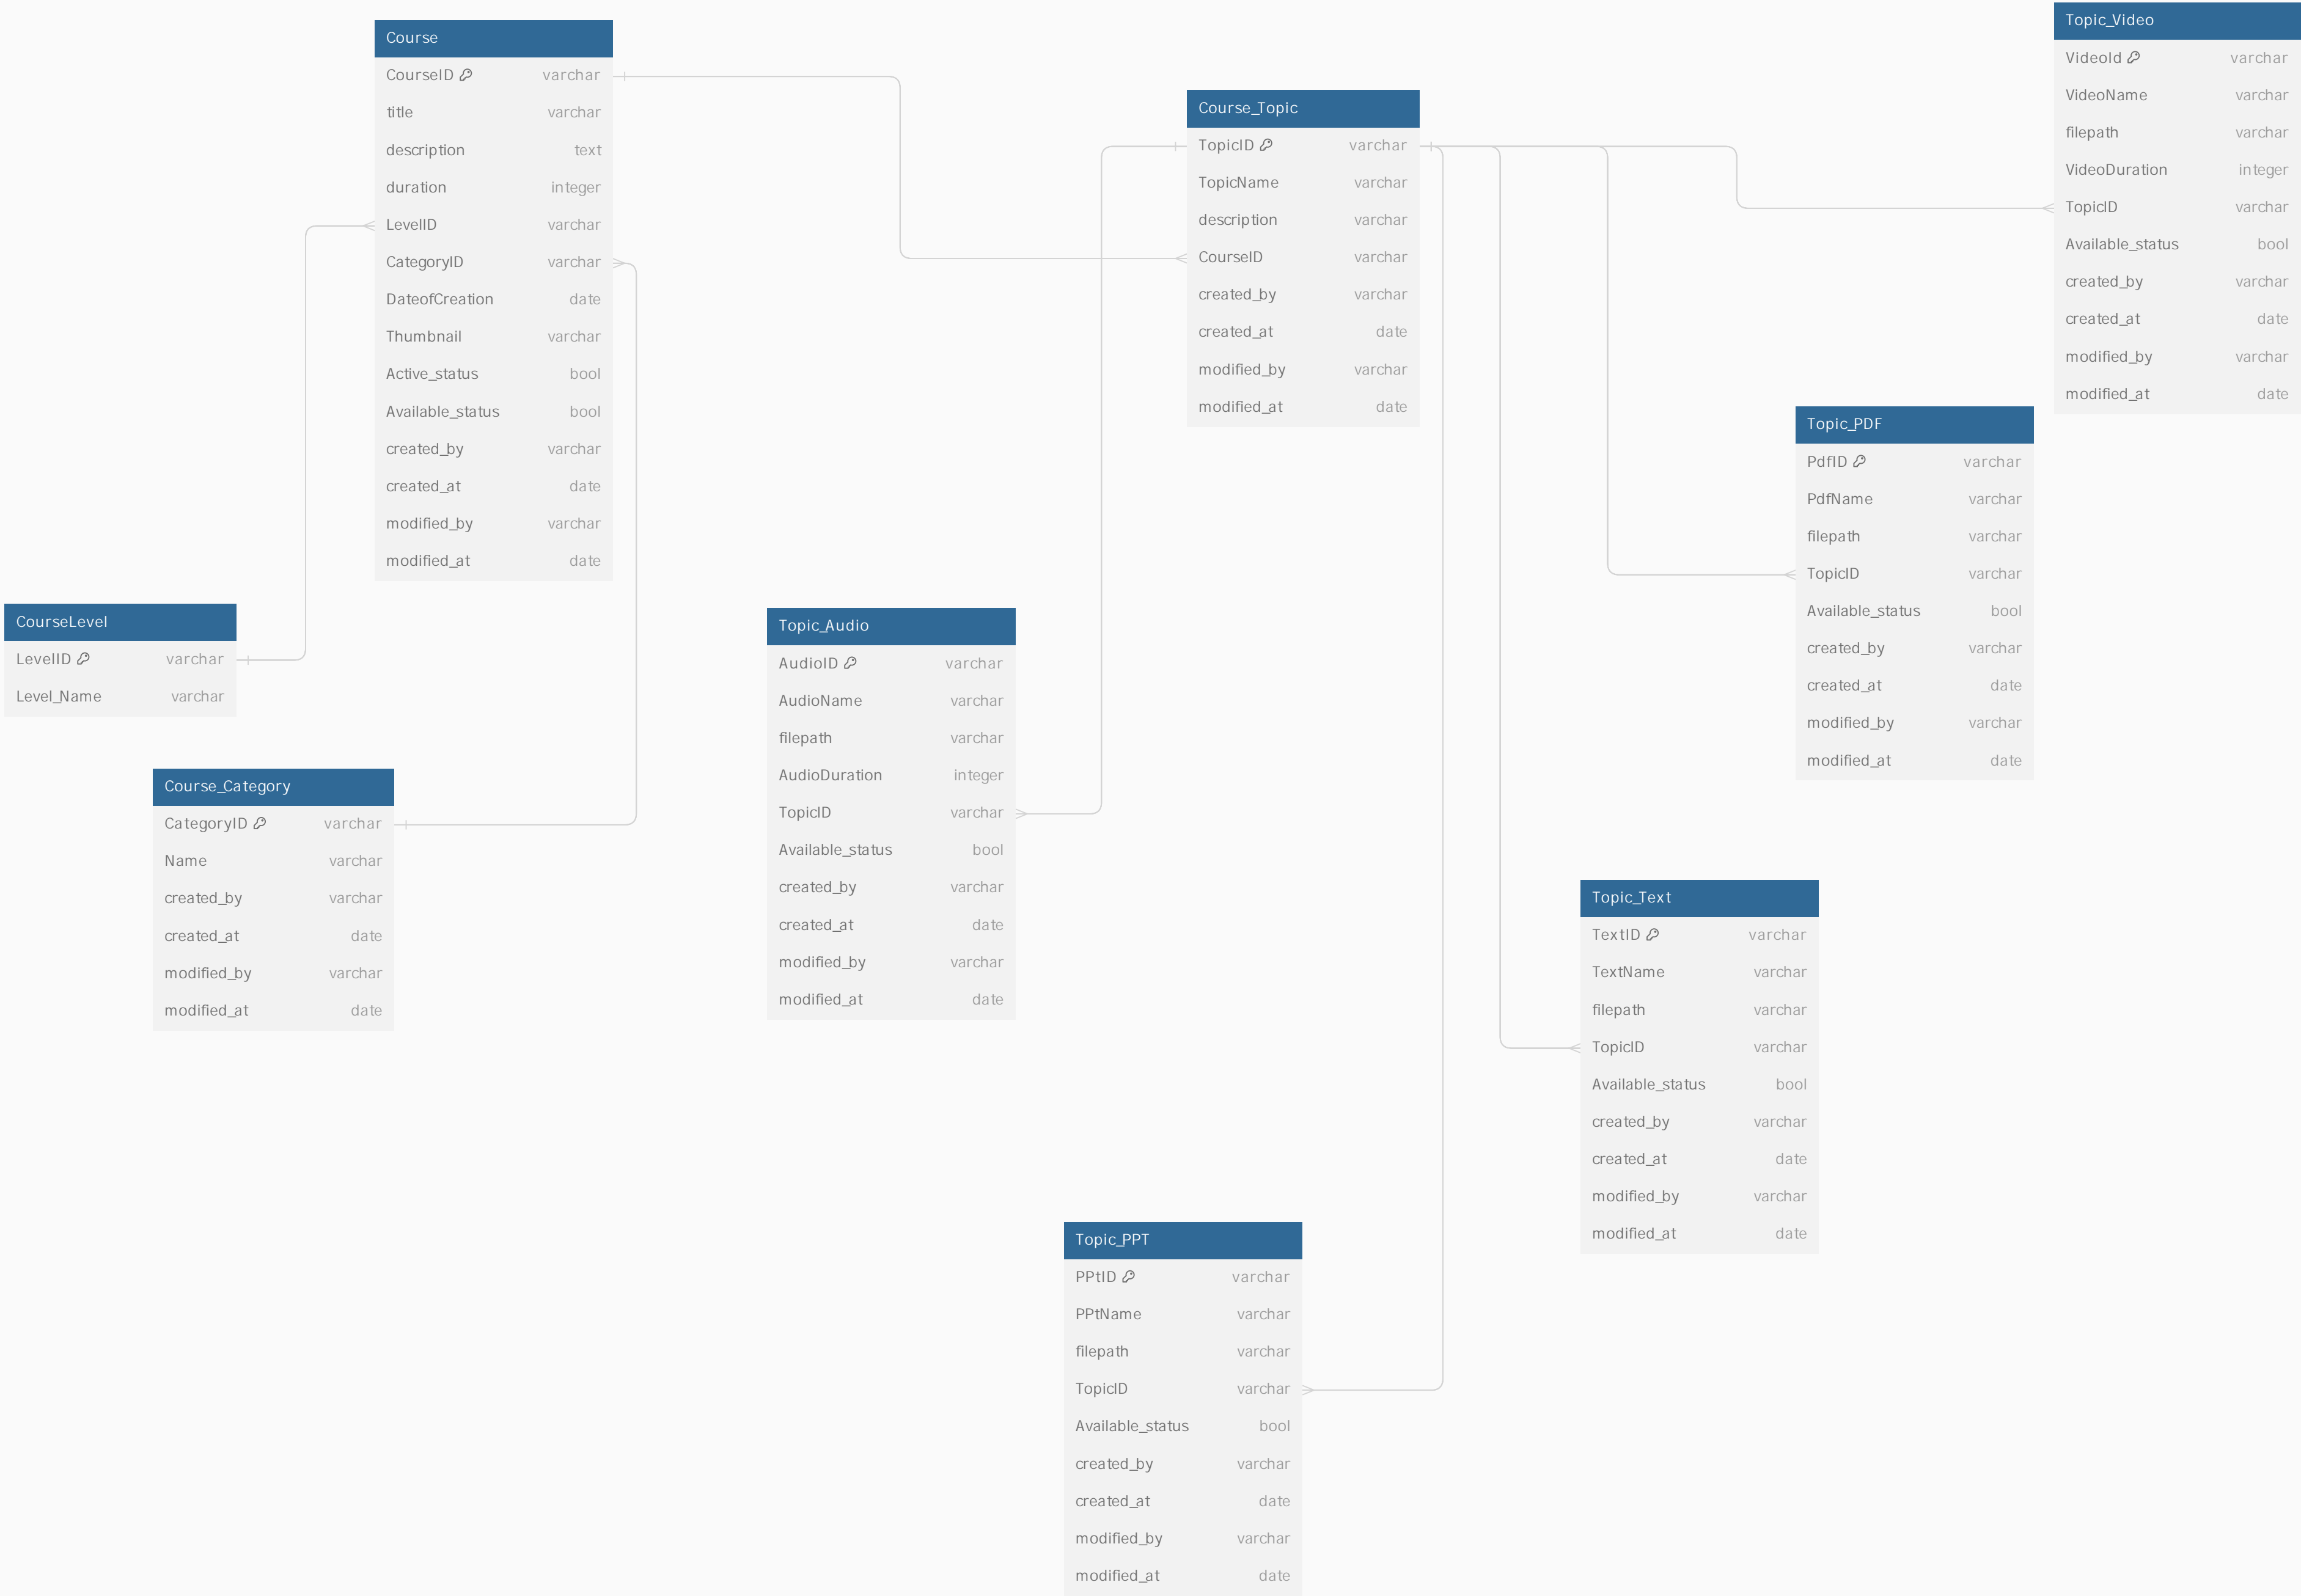 Course
CourseID varchar
title varchar
description text
duration integer
LevelID varchar
CategoryID varchar
DateofCreation date
Thumbnail varchar
Active_status bool
Available_status bool
created_by varchar
created_at date
modified_by varchar
modified_at date
CourseLevel
LevelID varchar
Level_Name varchar
Course_Category
CategoryID varchar
Name varchar
created_by varchar
created_at date
modified_by varchar
modified_at date
Topic_Audio
AudioID varchar
AudioName varchar
filepath varchar
AudioDuration integer
TopicID varchar
Available_status bool
created_by varchar
created_at date
modified_by varchar
modified_at date
Course_Topic
TopicID varchar
TopicName varchar
description varchar
CourseID varchar
created_by varchar
created_at date
modified_by varchar
modified_at date
Topic_PPT
PPtID varchar
PPtName varchar
filepath varchar
TopicID varchar
Available_status bool
created_by varchar
created_at date
modified_by varchar
modified_at date
Topic_Text
TextID varchar
TextName varchar
filepath varchar
TopicID varchar
Available_status bool
created_by varchar
created_at date
modified_by varchar
modified_at date
Topic_PDF
PdfID varchar
PdfName varchar
filepath varchar
TopicID varchar
Available_status bool
created_by varchar
created_at date
modified_by varchar
modified_at date
Topic_Video
VideoId varchar
VideoName varchar
filepath varchar
VideoDuration integer
TopicID varchar
Available_status bool
created_by varchar
created_at date
modified_by varchar
modified_at date